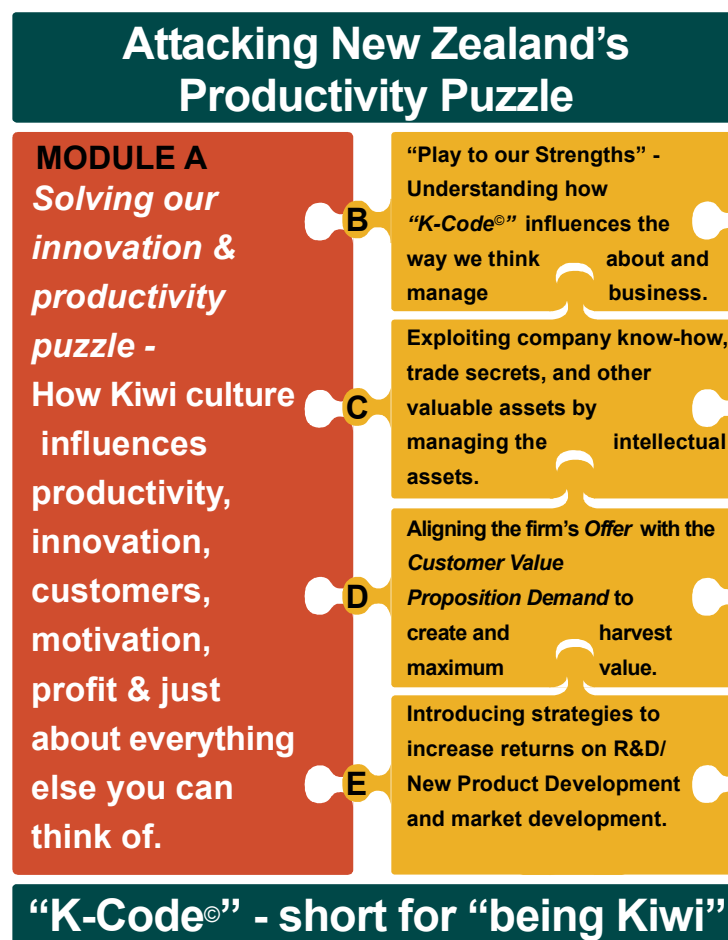 Attacking New Zealand’s
Productivity Puzzle
MODULE A
Solving our
innovation &
productivity
puzzle -
How Kiwi culture
influences
productivity,
innovation,
customers,
motivation,
profit & just
about everything
else you can
think of.
B
“Play to our Strengths” -
Understanding how
“K-Code©” influences the
way we think about and
manage business.
C
Exploiting company know-how,
trade secrets, and other
valuable assets by
managing the intellectual
assets.
D
Aligning the firm’s Offer with the
Customer Value
Proposition Demand to
create and harvest
maximum value.
E
Introducing strategies to
increase returns on R&D/
New Product Development
and market development.
“K-Code©” - short for “being Kiwi”